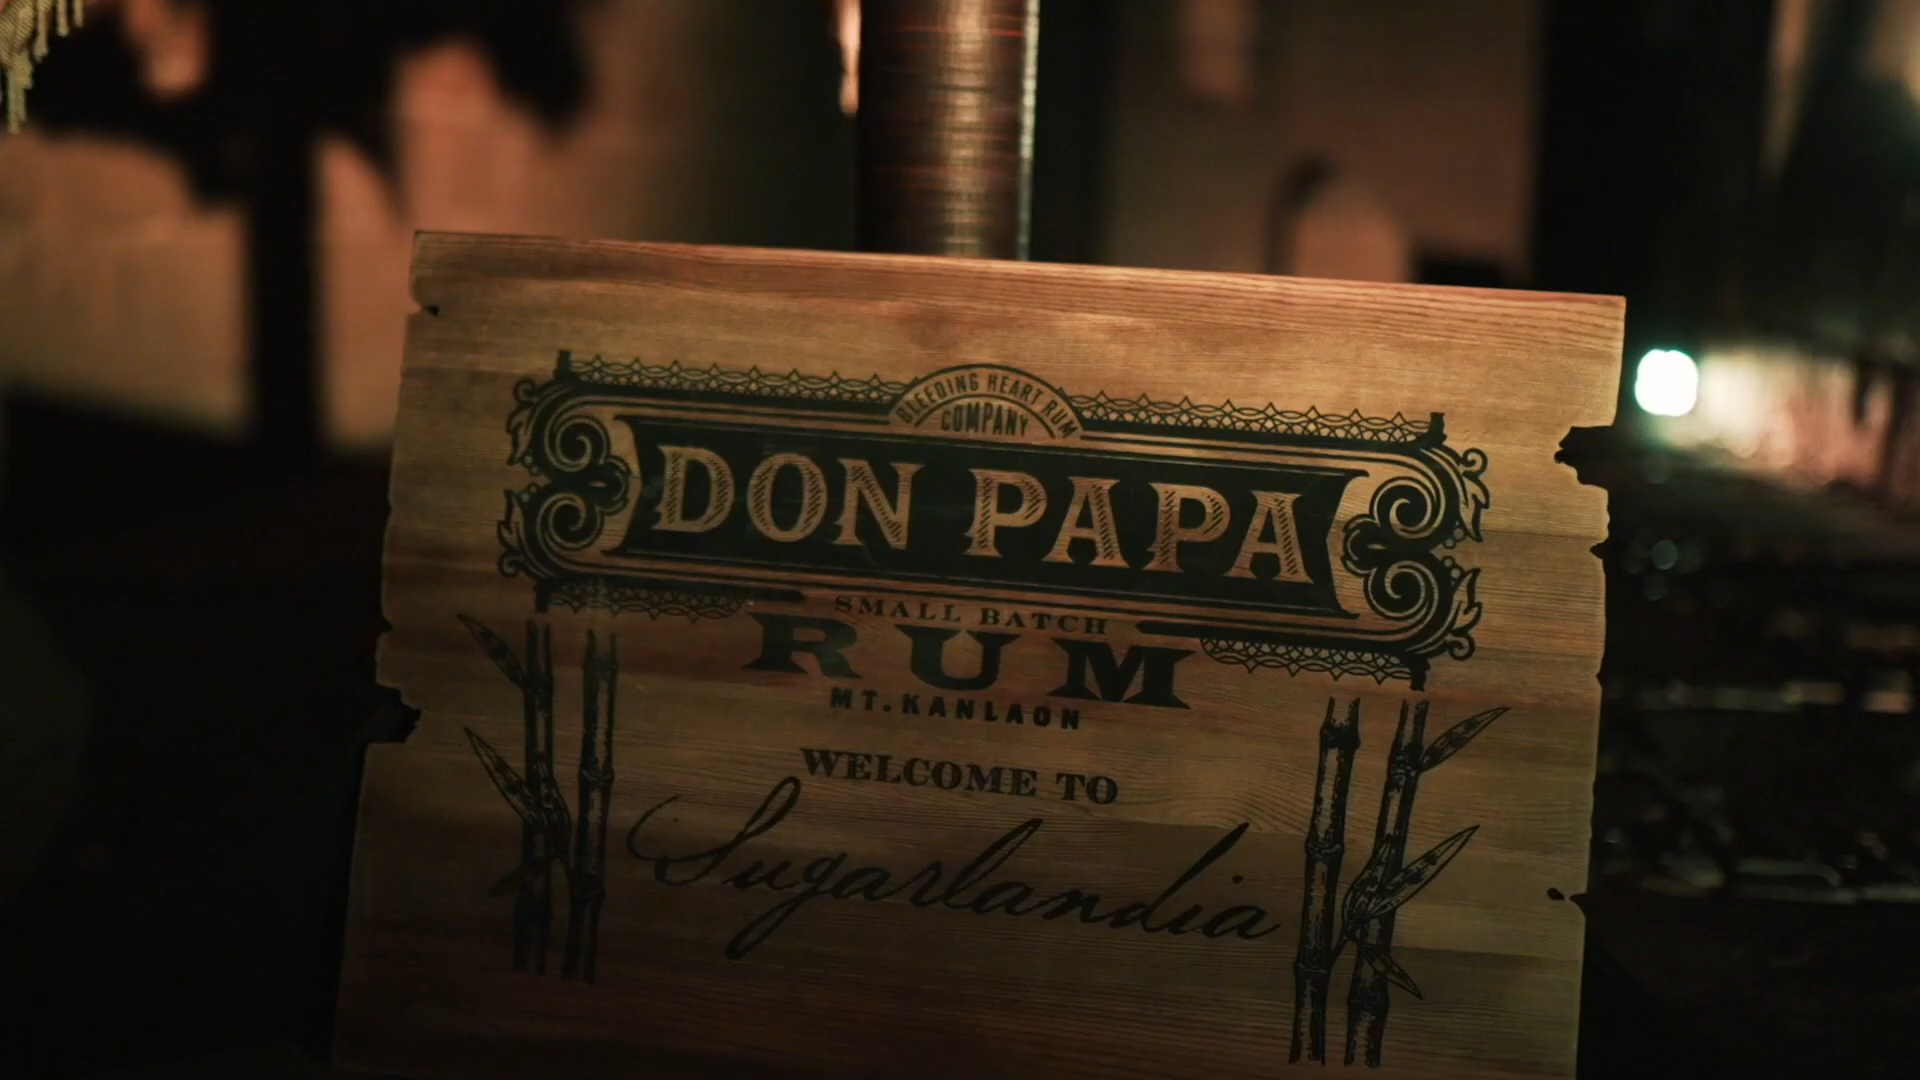 BLEEDING HEART RUM
COMPANY
DON PAPA
SMALL BATCH
RUM
MT. KANLAON
WELCOME TO
Sugarlandia